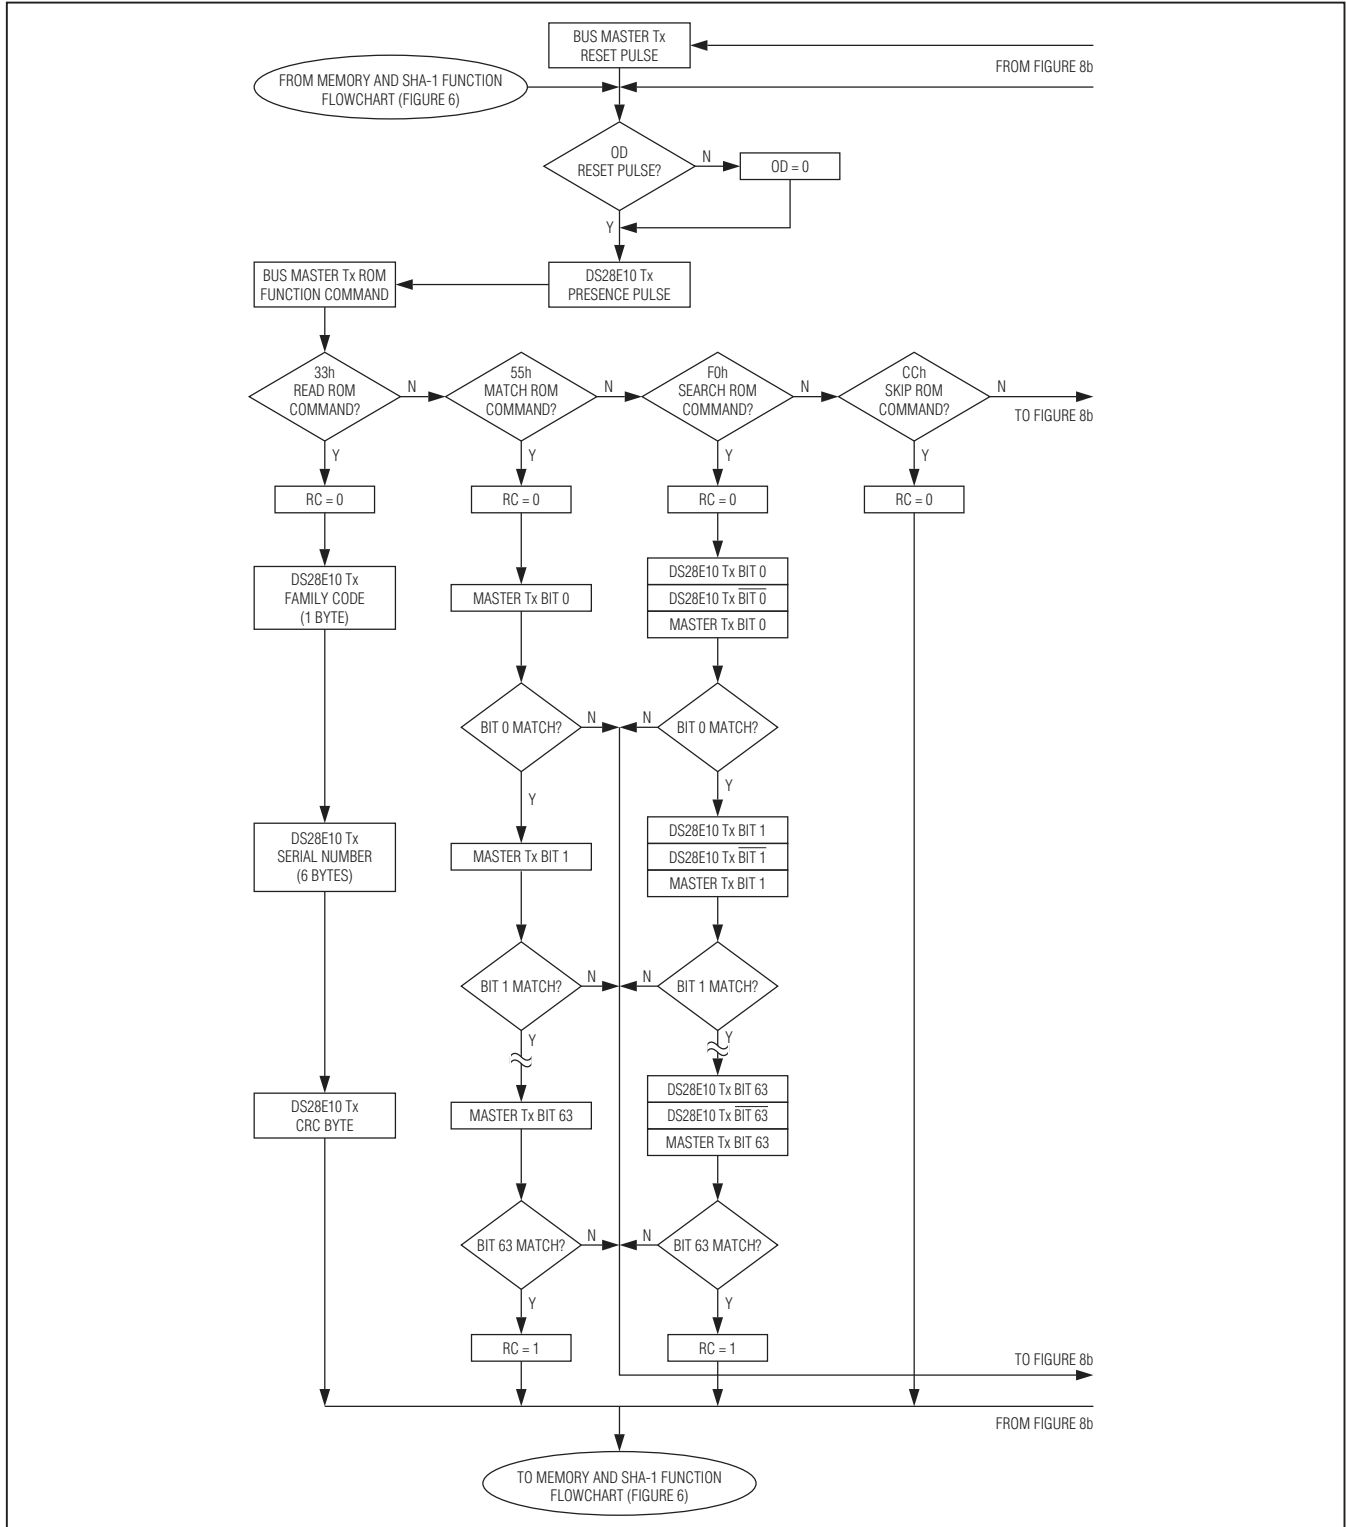 BUS MASTER Tx
RESET PULSE
FROM FIGURE 8b
FROM MEMORY AND SHA-1 FUNCTION
FLOWCHART (FIGURE 6)
OD
RESET PULSE?
N
OD = 0
Y
BUS MASTER Tx ROM
FUNCTION COMMAND
DS28E10 Tx
PRESENCE PULSE
33h
READ ROM
COMMAND?
N
55h
MATCH ROM
COMMAND?
N
F0h
SEARCH ROM
COMMAND?
N
CCh
SKIP ROM
COMMAND?
N
TO FIGURE 8b
Y
Y
Y
Y
RC = 0
RC = 0
RC = 0
RC = 0
DS28E10 Tx
FAMILY CODE
(1 BYTE)
MASTER Tx BIT 0
DS28E10 Tx BIT 0
DS28E10 Tx B̅I̅T̅ ̅0̅
MASTER Tx BIT 0
BIT 0 MATCH?
N
N
BIT 0 MATCH?
Y
Y
DS28E10 Tx
SERIAL NUMBER
(6 BYTES)
MASTER Tx BIT 1
DS28E10 Tx BIT 1
DS28E10 Tx B̅I̅T̅ ̅1̅
MASTER Tx BIT 1
BIT 1 MATCH?
N
N
BIT 1 MATCH?
Y
Y
DS28E10 Tx
CRC BYTE
MASTER Tx BIT 63
DS28E10 Tx BIT 63
DS28E10 Tx B̅I̅T̅ ̅6̅3̅
MASTER Tx BIT 63
BIT 63 MATCH?
N
N
BIT 63 MATCH?
Y
Y
RC = 1
RC = 1
TO FIGURE 8b
FROM FIGURE 8b
TO MEMORY AND SHA-1 FUNCTION
FLOWCHART (FIGURE 6)